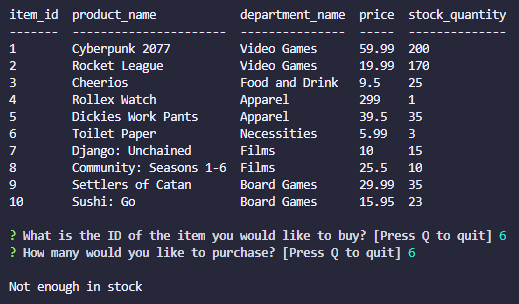 item_id  product_name            department_name  price  stock_quantity
-------  ----------------------  ---------------  -----  --------------
1        Cyberpunk 2077          Video Games      59.99  200
2        Rocket League           Video Games      19.99  170
3        Cheerios                Food and Drink   9.5    25
4        Rollex Watch            Apparel          299    1
5        Dickies Work Pants      Apparel          39.5   35
6        Toilet Paper            Necessities      5.99   3
7        Django: Unchained       Films            10     15
8        Community: Seasons 1-6  Films            25.5   10
9        Settlers of Catan       Board Games      29.99  35
10       Sushi: Go               Board Games      15.95  23
? What is the ID of the item you would like to buy? [Press Q to quit] 6
? How many would you like to purchase? [Press Q to quit] 6
Not enough in stock